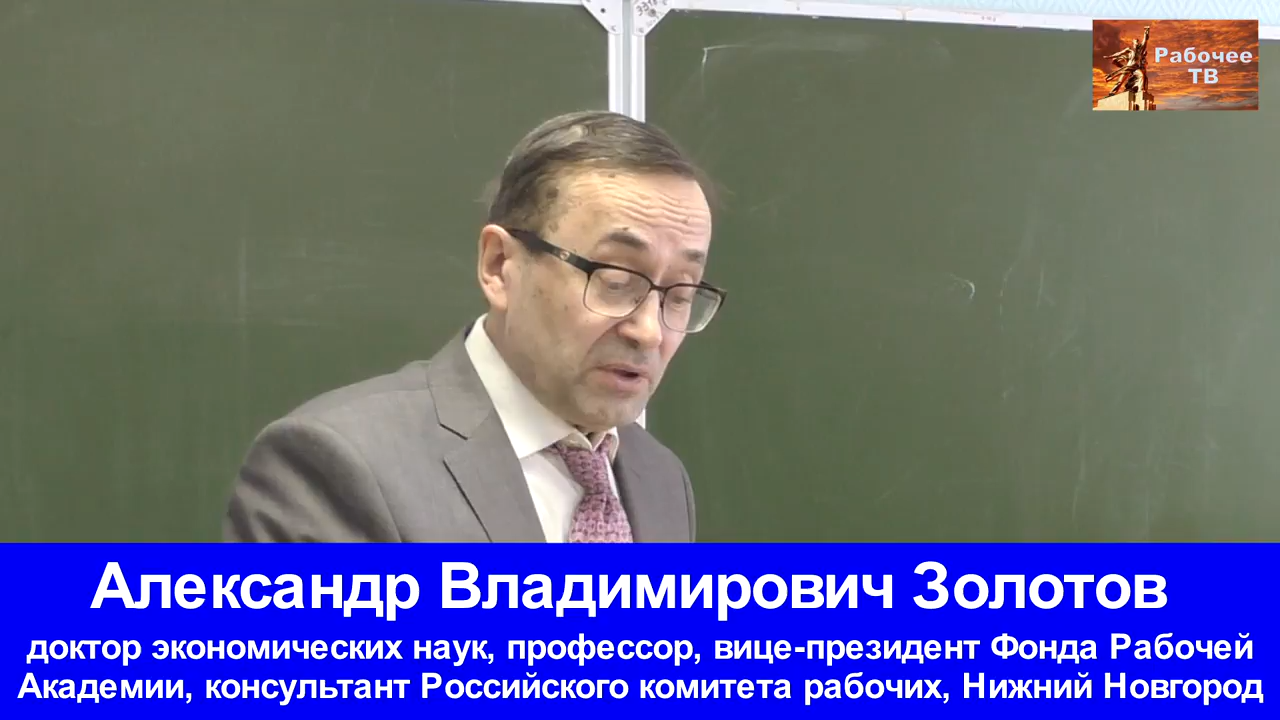 Рабочее
ТВ
Александр Владимирович Золотов
доктор экономических наук, профессор, вице-президент Фонда Рабочей
Академии, консультант Российского комитета рабочих, Нижний Новгород